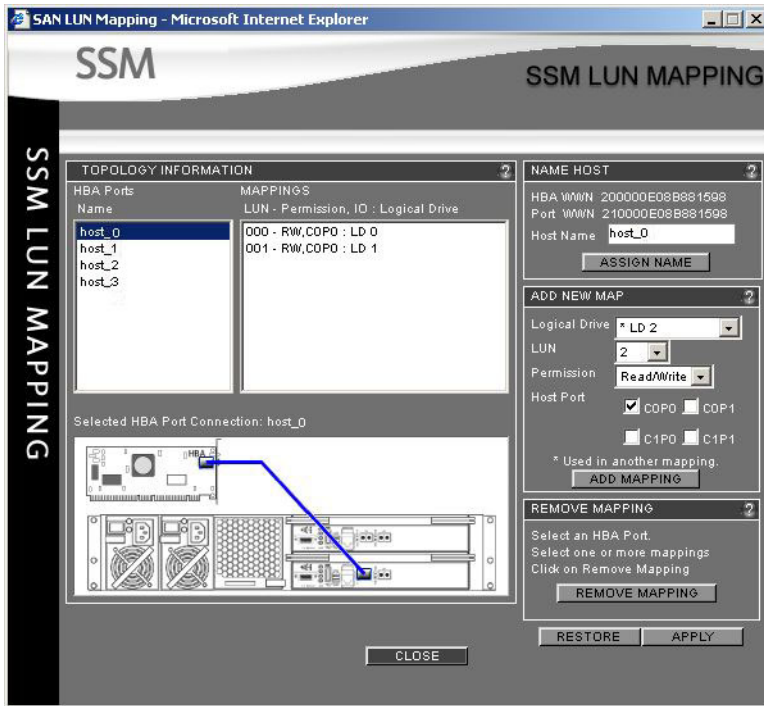 SAN LUN Mapping - Microsoft Internet Explorer
SSM
SSM LUN MAPPING
SSM LUN MAPPING
TOPOLOGY INFORMATION ?
HBA Ports MAPPINGS
Name LUN - Permission, IO : Logical Drive
host_0
host_1
host_2
host_3
000 - RW,C0P0 : LD 0
001 - RW,C0P0 : LD 1
Selected HBA Port Connection: host_0
HBA
NAME HOST ?
HBA WWN 200000E08B881598
Port WWN 210000E08B881598
Host Name host_0
ASSIGN NAME
ADD NEW MAP ?
Logical Drive * LD 2
LUN 2
Permission Read/Write
Host Port
C0P0 C0P1
C1P0 C1P1
* Used in another mapping.
ADD MAPPING
REMOVE MAPPING ?
Select an HBA Port.
Select one or more mappings
Click on Remove Mapping
REMOVE MAPPING
RESTORE APPLY
CLOSE